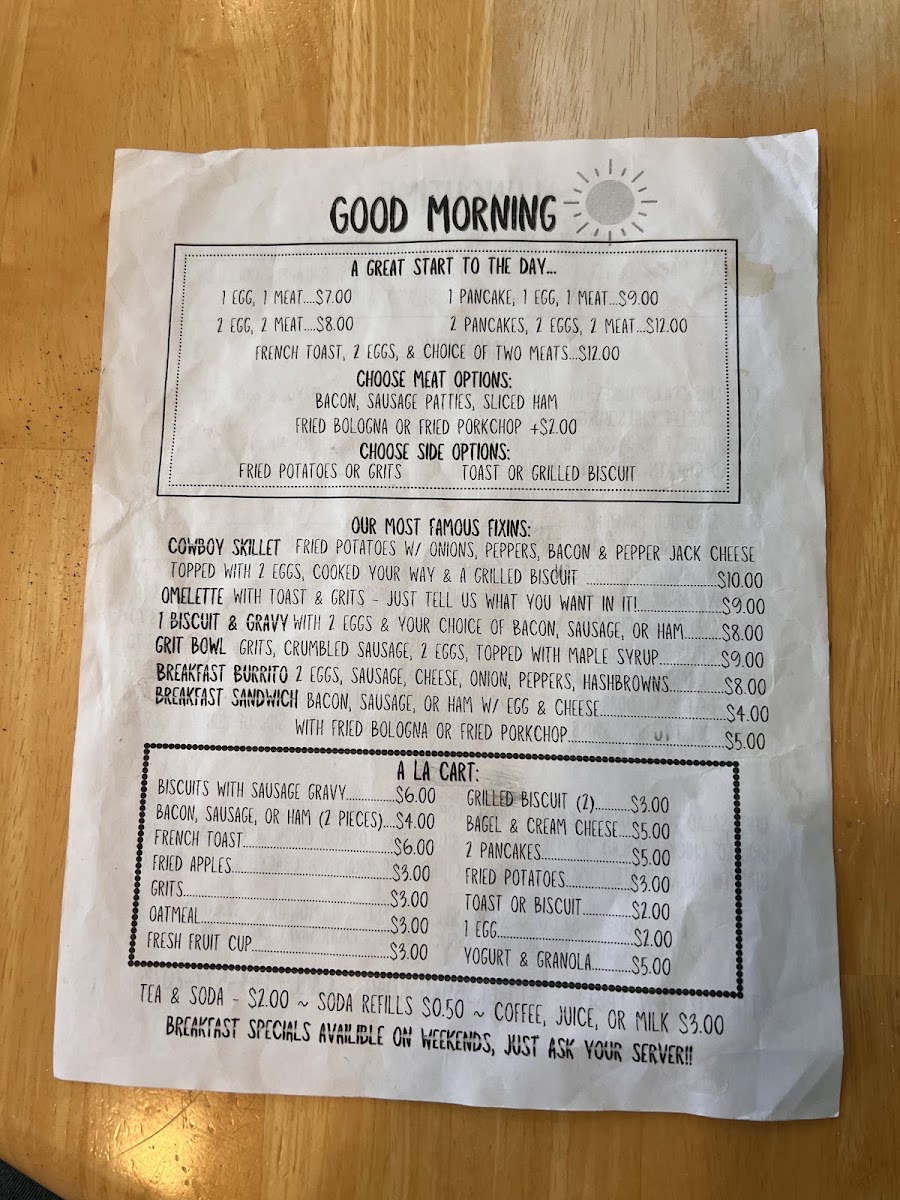 GOOD MORNING
A GREAT START TO THE DAY...
1 EGG, 1 MEAT....$7.00 1 PANCAKE, 1 EGG, 1 MEAT...$9.00
2 EGG, 2 MEAT....$8.00 2 PANCAKES, 2 EGGS, 2 MEAT...$12.00
FRENCH TOAST, 2 EGGS, & CHOICE OF TWO MEATS...$12.00
CHOOSE MEAT OPTIONS:
BACON, SAUSAGE PATTIES, SLICED HAM
FRIED BOLOGNA OR FRIED PORKCHOP +$2.00
CHOOSE SIDE OPTIONS:
FRIED POTATOES OR GRITS TOAST OR GRILLED BISCUIT
OUR MOST FAMOUS FIXINS:
COWBOY SKILLET FRIED POTATOES W/ ONIONS, PEPPERS, BACON & PEPPER JACK CHEESE
TOPPED WITH 2 EGGS, COOKED YOUR WAY & A GRILLED BISCUIT ..........................$10.00
OMELETTE WITH TOAST & GRITS - JUST TELL US WHAT YOU WANT IN IT!.................$9.00
1 BISCUIT & GRAVY WITH 2 EGGS & YOUR CHOICE OF BACON, SAUSAGE, OR HAM.........$8.00
GRIT BOWL GRITS, CRUMBLED SAUSAGE, 2 EGGS, TOPPED WITH MAPLE SYRUP.............$9.00
BREAKFAST BURRITO 2 EGGS, SAUSAGE, CHEESE, ONION, PEPPERS, HASHBROWNS............$8.00
BREAKFAST SANDWICH BACON, SAUSAGE, OR HAM W/ EGG & CHEESE..........................$4.00
WITH FRIED BOLOGNA OR FRIED PORKCHOP.................................$5.00
A LA CART:
BISCUITS WITH SAUSAGE GRAVY...........$6.00
BACON, SAUSAGE, OR HAM (2 PIECES)....$4.00
FRENCH TOAST.................................$6.00
FRIED APPLES...................................$3.00
GRITS.............................................$3.00
OATMEAL.........................................$3.00
FRESH FRUIT CUP..............................$3.00
GRILLED BISCUIT (2).........$3.00
BAGEL & CREAM CHEESE....$5.00
2 PANCAKES...................$5.00
FRIED POTATOES..............$3.00
TOAST OR BISCUIT...........$2.00
1 EGG............................$2.00
YOGURT & GRANOLA.........$5.00
TEA & SODA - $2.00 ~ SODA REFILLS $0.50 ~ COFFEE, JUICE, OR MILK $3.00
BREAKFAST SPECIALS AVAILIBLE ON WEEKENDS, JUST ASK YOUR SERVER!!